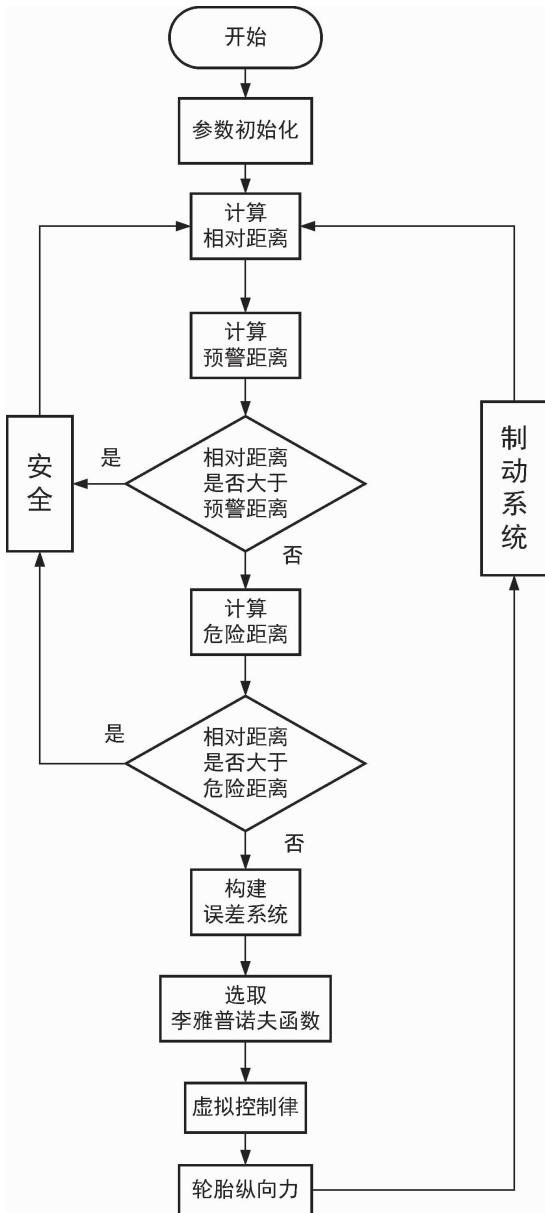 开始
参数初始化
计算
相对距离
计算
预警距离
安全
是
相对距离
是否大于
预警距离
制动系统
否
计算
危险距离
是
相对距离
是否大于
危险距离
否
构建
误差系统
选取
李雅普诺夫函数
虚拟控制律
轮胎纵向力